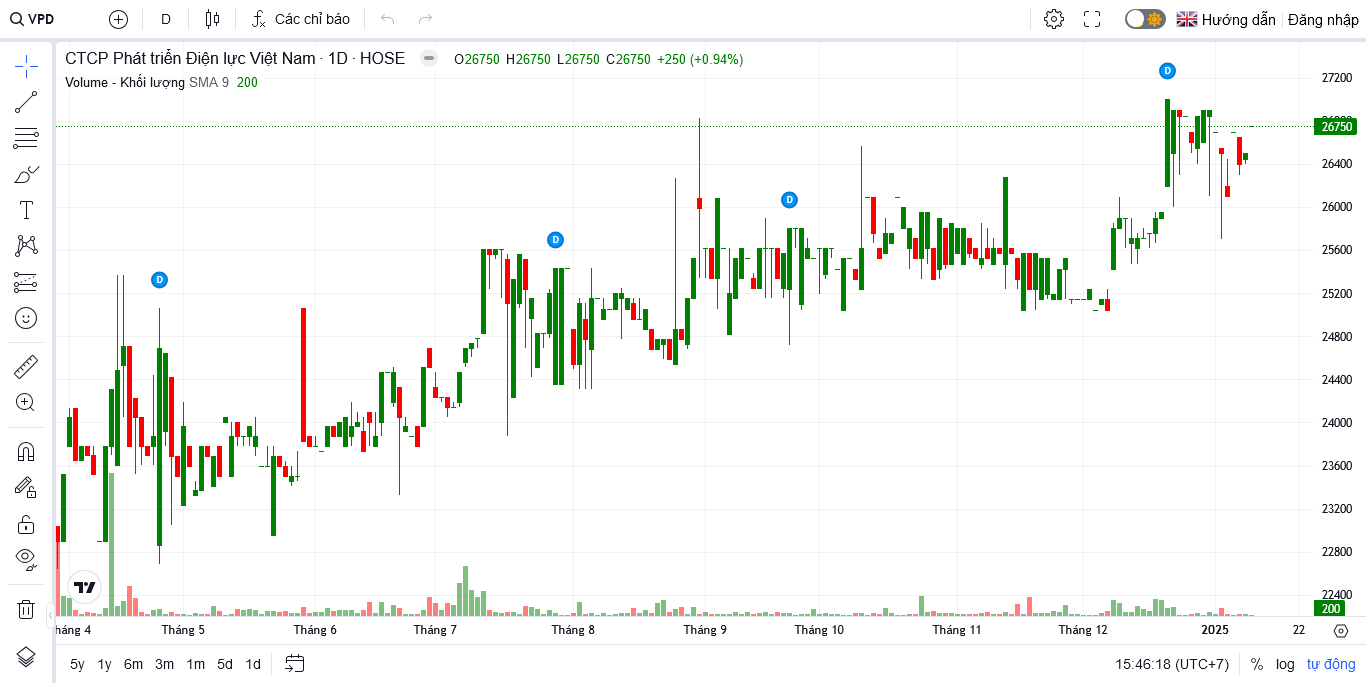 VPD D Các chỉ báo Hướng dẫn Đăng nhập
CTCP Phát triển Điện lực Việt Nam · 1D · HOSE O26750 H26750 L26750 C26750 +250 (+0.94%)
Volume - Khối lượng SMA 9 200
D
D
D
D
27200
26750
26400
26000
25600
25200
24800
24400
24000
23600
23200
22800
22400
200
háng 4 Tháng 5 Tháng 6 Tháng 7 Tháng 8 Tháng 9 Tháng 10 Tháng 11 Tháng 12 2025 22
5y 1y 6m 3m 1m 5d 1d 15:46:18 (UTC+7) % log tự động